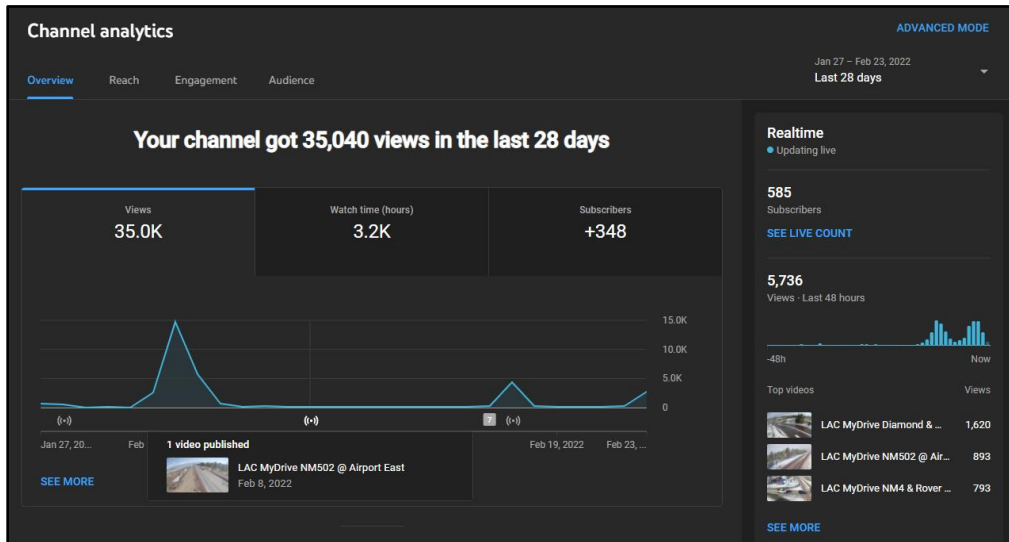 Channel analytics
ADVANCED MODE
Overview
Reach
Engagement
Audience
Jan 27 – Feb 23, 2022
Last 28 days
Your channel got 35,040 views in the last 28 days
Views
35.0K
Watch time (hours)
3.2K
Subscribers
+348
15.0K
10.0K
5.0K
0
7
Jan 27, 20...
Feb
Feb 19, 2022
Feb 23, ...
1 video published
LAC MyDrive NM502 @ Airport East
Feb 8, 2022
SEE MORE
Realtime
Updating live
585
Subscribers
SEE LIVE COUNT
5,736
Views · Last 48 hours
-48h
Now
Top videos
Views
LAC MyDrive Diamond & ...
1,620
LAC MyDrive NM502 @ Air...
893
LAC MyDrive NM4 & Rover ...
793
SEE MORE